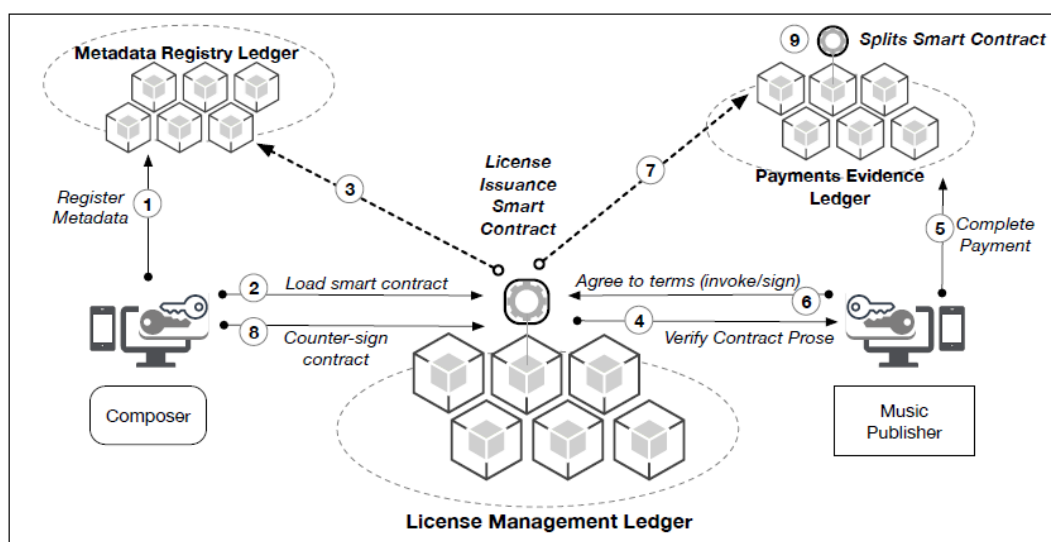 Metadata Registry Ledger
9
Splits Smart Contract
Payments Evidence
Ledger
License
Issuance
Smart
Contract
3
7
Register
Metadata
1
5
Complete
Payment
2
Load smart contract
Agree to terms (invoke/sign)
6
8
Counter-sign
contract
4
Verify Contract Prose
Composer
Music
Publisher
License Management Ledger